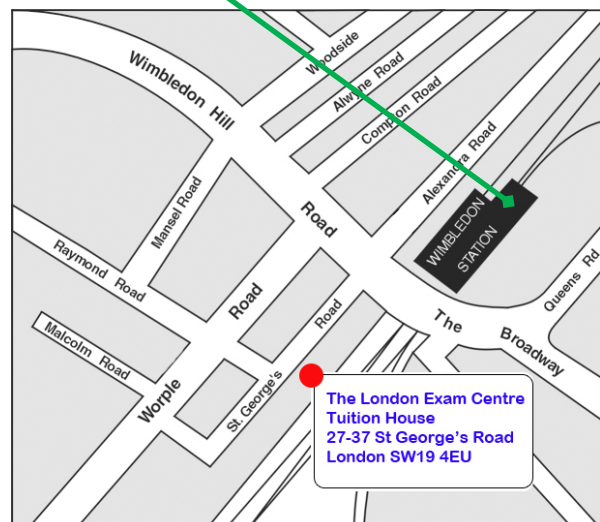 Woodside
Wimbledon Hill
Alwyne Road
Compton Road
Alexandra Road
Mansel Road
Road
WIMBLEDON
STATION
Raymond Road
Queens Rd
Road
Road
The Broadway
Malcolm Road
Worple
St. George's
The London Exam Centre
Tuition House
27-37 St George's Road
London SW19 4EU